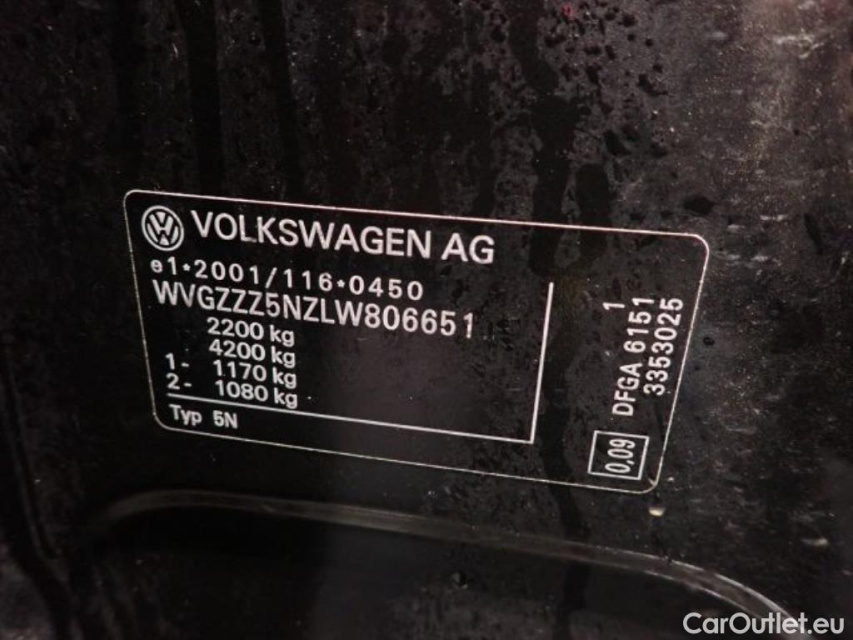 VOLKSWAGEN AG
e1*2001/116*0450
WVGZZZ5NZLW806651
2200 kg
4200 kg
1- 1170 kg
2- 1080 kg
Typ 5N
1
DFGA 6151
3353025
0,09
CarOutlet.eu